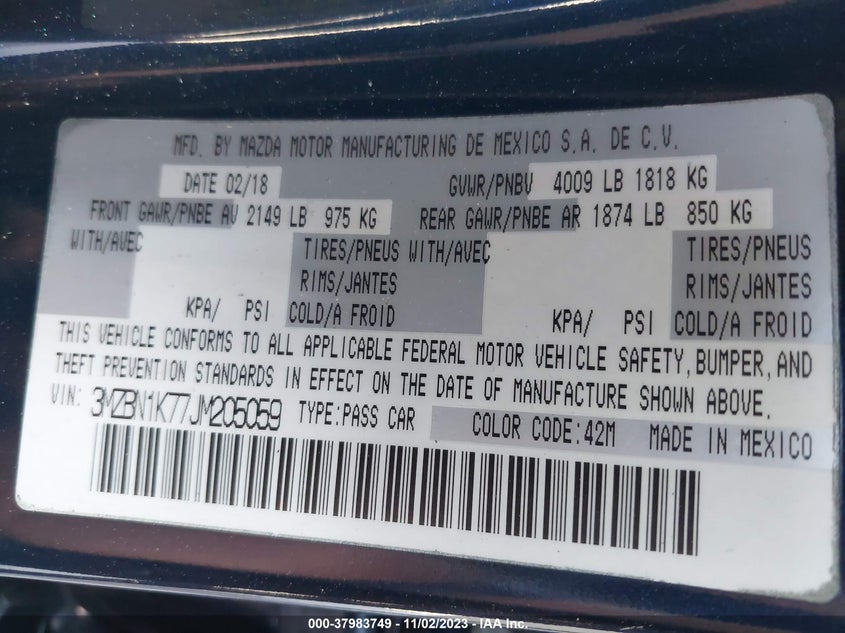 MFD. BY MAZDA MOTOR MANUFACTURING DE MEXICO S.A. DE C.V.
DATE 02/18 GVWR/PNBV 4009 LB 1818 KG
FRONT GAWR/PNBE AV 2149 LB 975 KG REAR GAWR/PNBE AR 1874 LB 850 KG
WITH/AVEC TIRES/PNEUS WITH/AVEC TIRES/PNEUS
RIMS/JANTES RIMS/JANTES
KPA/ PSI COLD/A FROID KPA/ PSI COLD/A FROID
THIS VEHICLE CONFORMS TO ALL APPLICABLE FEDERAL MOTOR VEHICLE SAFETY, BUMPER, AND
THEFT PREVENTION STANDARDS IN EFFECT ON THE DATE OF MANUFACTURE SHOWN ABOVE.
VIN: 3MZBN1K77JM205059 TYPE:PASS CAR COLOR CODE:42M MADE IN MEXICO
000-37983749 - 11/02/2023 - IAA Inc.